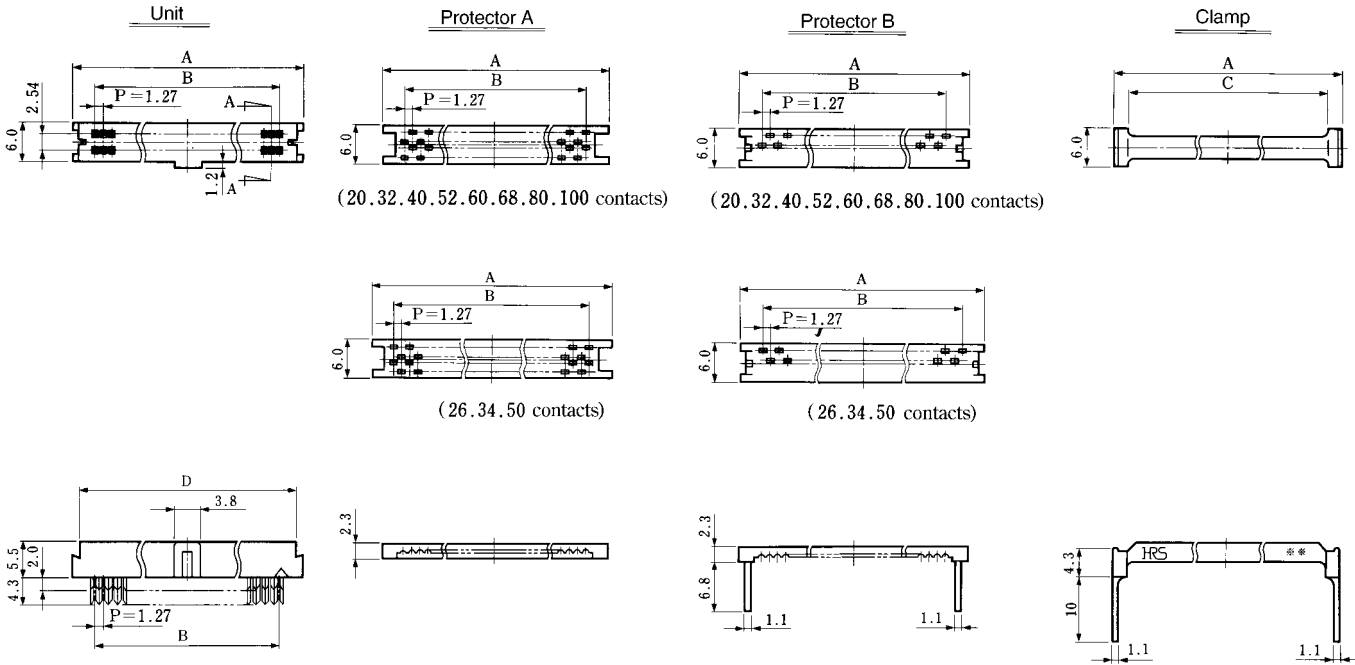 Unit
Protector A
Protector B
Clamp
A
B
P=1.27
A
2.54
6.0
1.2
A
A
B
P=1.27
6.0
(20.32.40.52.60.68.80.100 contacts)
A
B
P=1.27
6.0
(20.32.40.52.60.68.80.100 contacts)
A
C
6.0
A
B
P=1.27
6.0
(26.34.50 contacts)
A
B
P=1.27
6.0
(26.34.50 contacts)
D
3.8
5.5
2.0
4.3
P=1.27
B
2.3
2.3
6.8
1.1
1.1
HRS
※※
4.3
10
1.1
1.1